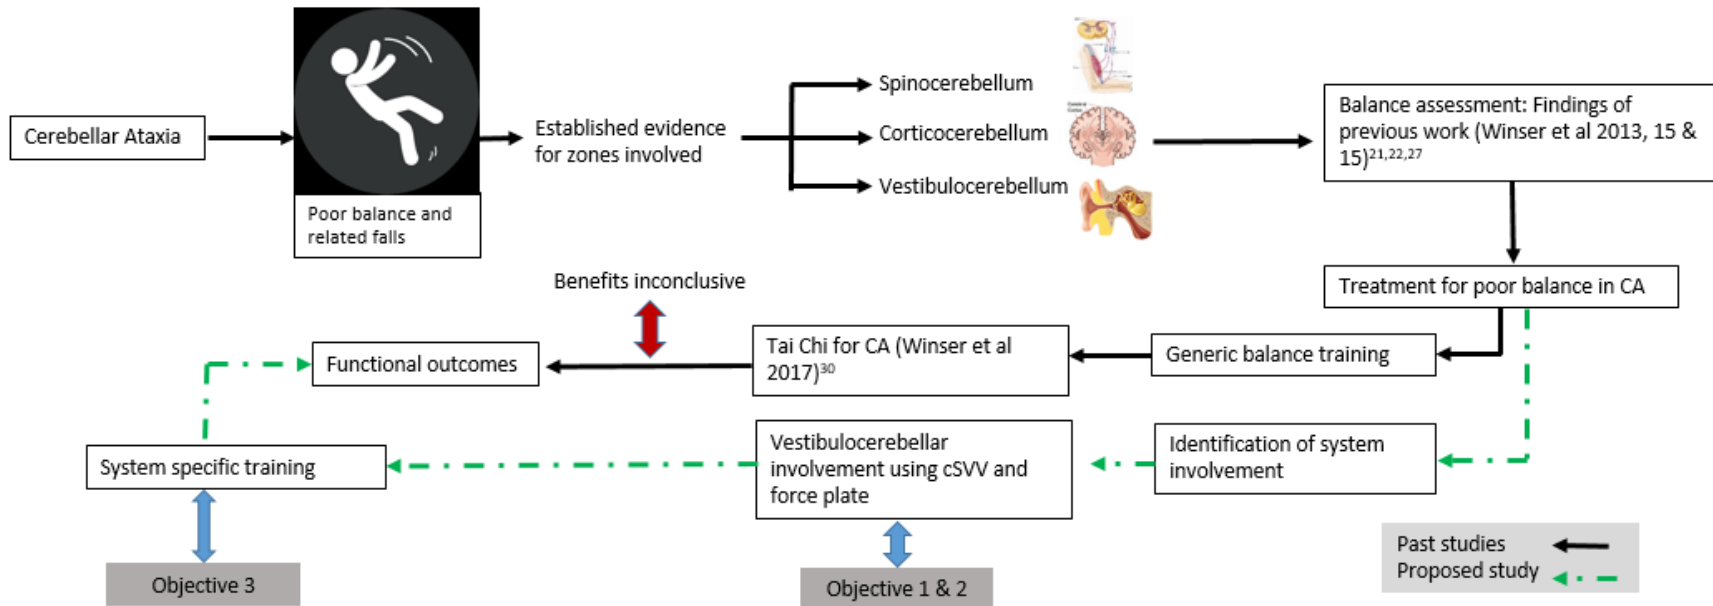 Cerebellar Ataxia
Poor balance and
related falls
Established evidence
for zones involved
Spinocerebellum
Corticocerebellum
Vestibulocerebellum
Cerebral
Cortex
Balance assessment: Findings of
previous work (Winser et al 2013, 15 &
15)21,22,27
Treatment for poor balance in CA
Benefits inconclusive
Generic balance training
Tai Chi for CA (Winser et al
2017)30
Functional outcomes
Identification of system
involvement
Vestibulocerebellar
involvement using cSVV and
force plate
System specific training
Objective 3
Objective 1 & 2
Past studies
Proposed study